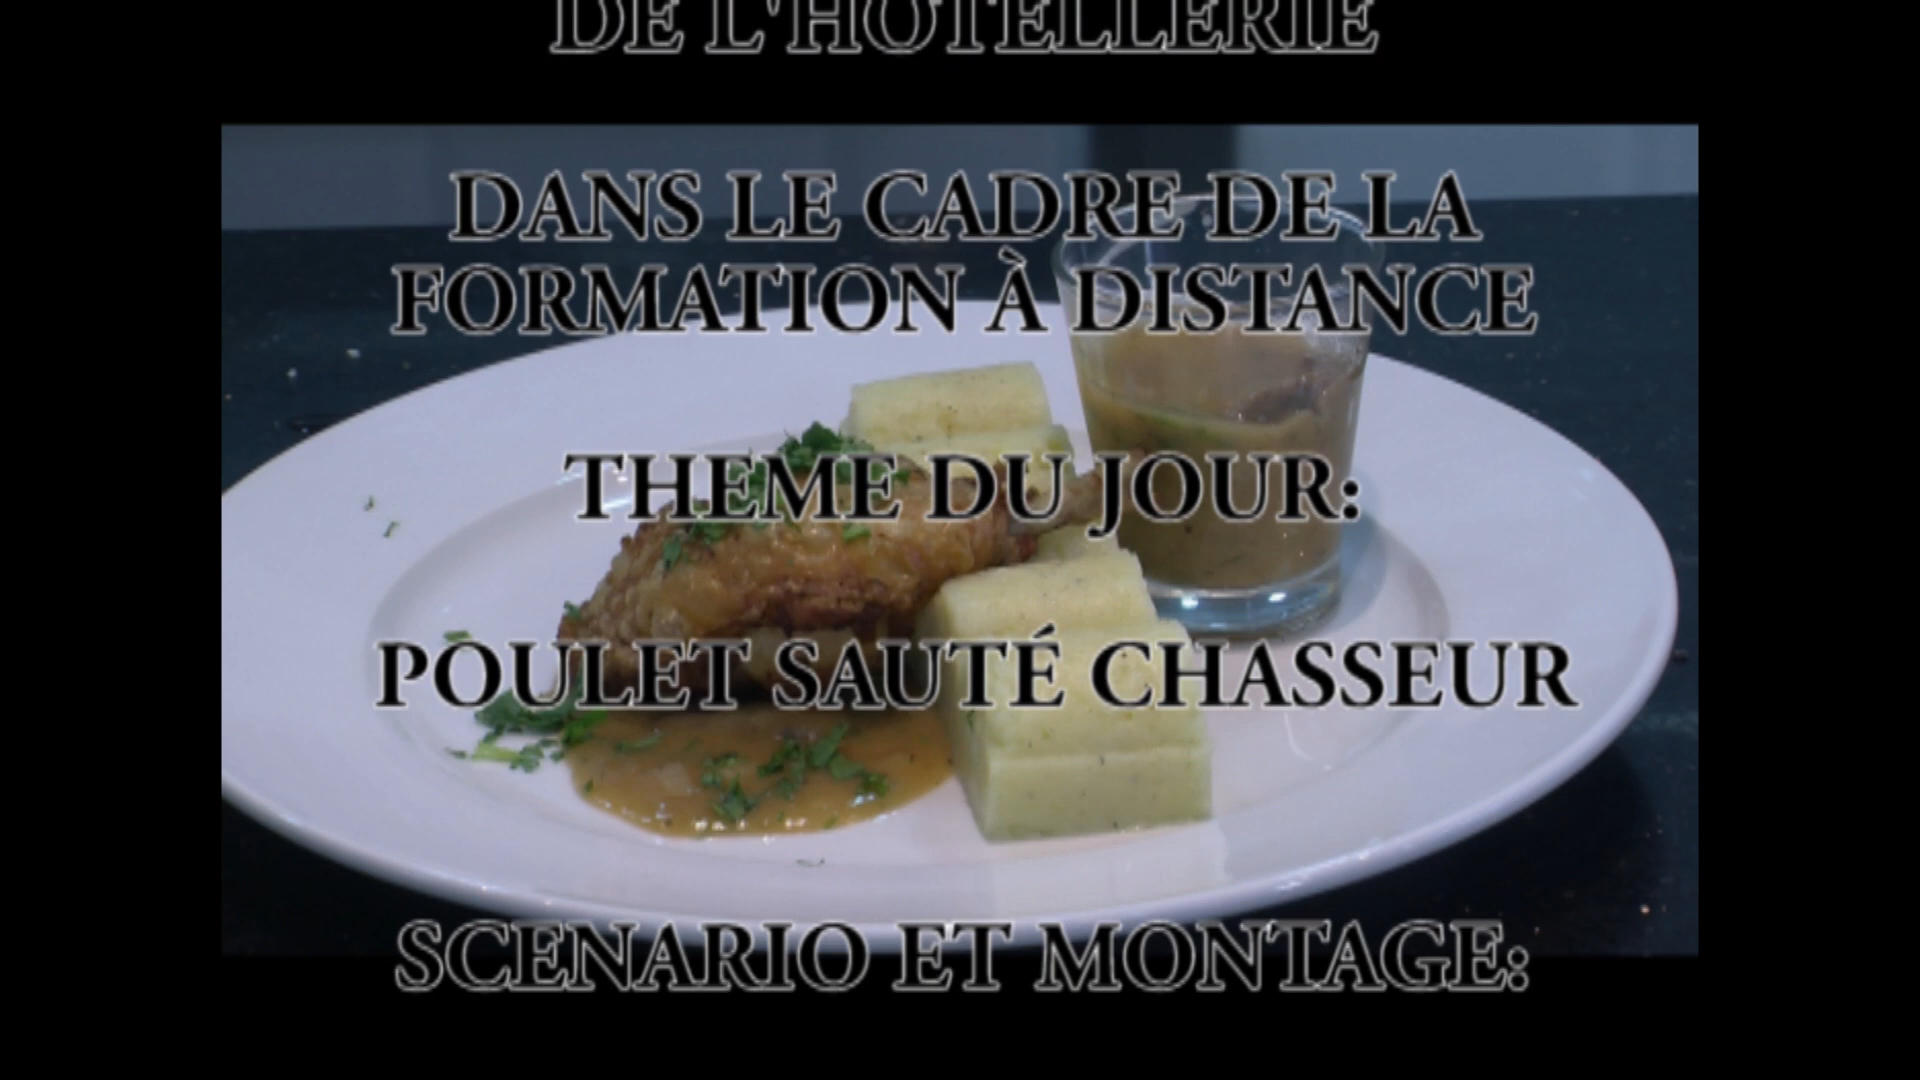 DE L'HOTELLERIE
DANS LE CADRE DE LA
FORMATION À DISTANCE
THEME DU JOUR:
POULET SAUTÉ CHASSEUR
SCENARIO ET MONTAGE: